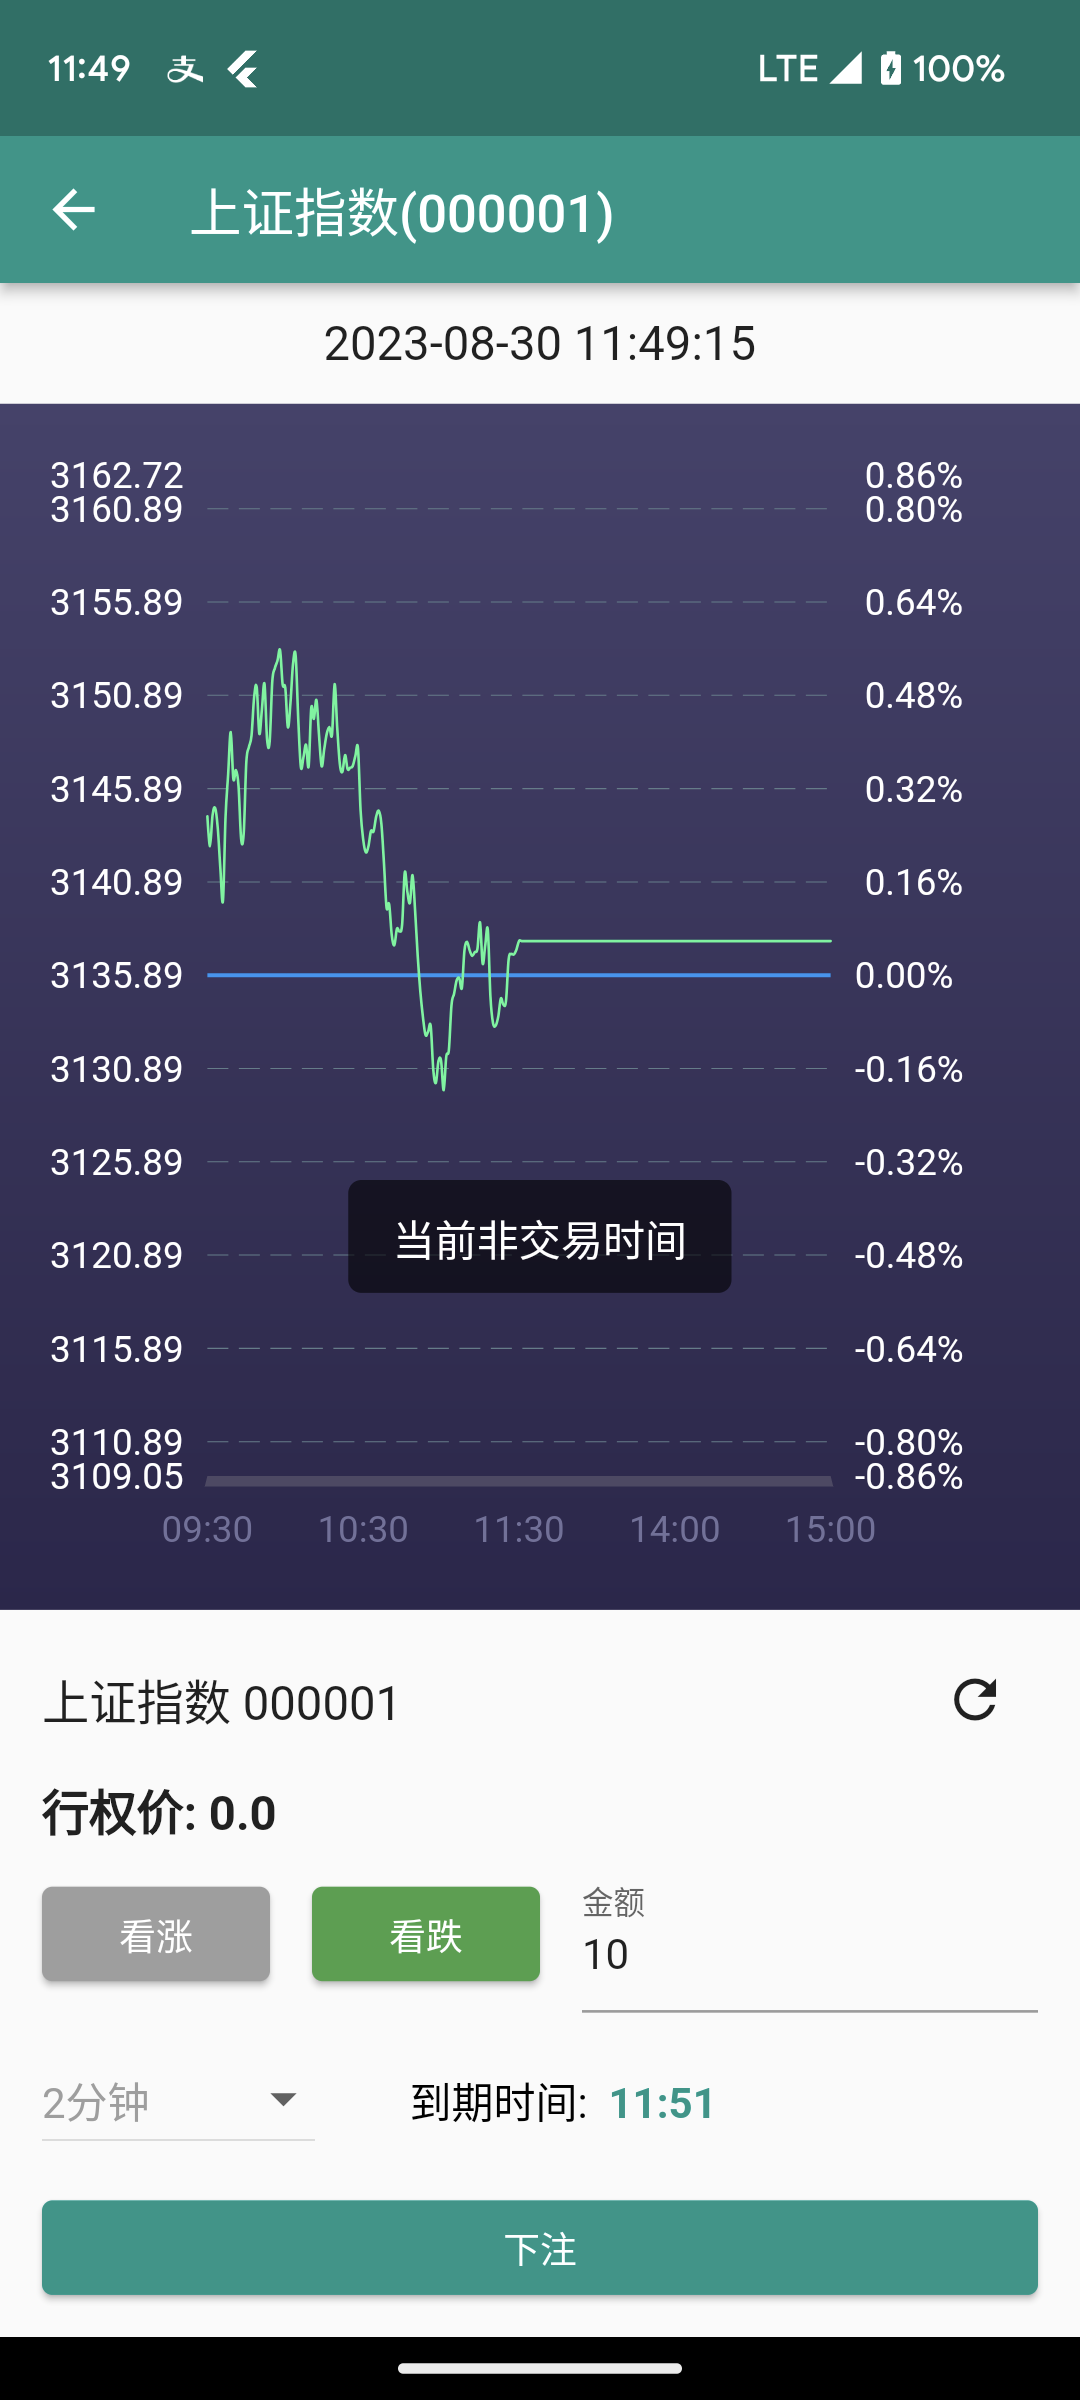 11:49 支 LTE 100%
上证指数(000001)
2023-08-30 11:49:15
3162.72 0.86%
3160.89 0.80%
3155.89 0.64%
3150.89 0.48%
3145.89 0.32%
3140.89 0.16%
3135.89 0.00%
3130.89 -0.16%
3125.89 -0.32%
当前非交易时间
3120.89 -0.48%
3115.89 -0.64%
3110.89 -0.80%
3109.05 -0.86%
09:30 10:30 11:30 14:00 15:00
上证指数 000001
行权价: 0.0
看涨 看跌 金额
10
2分钟 到期时间: 11:51
下注